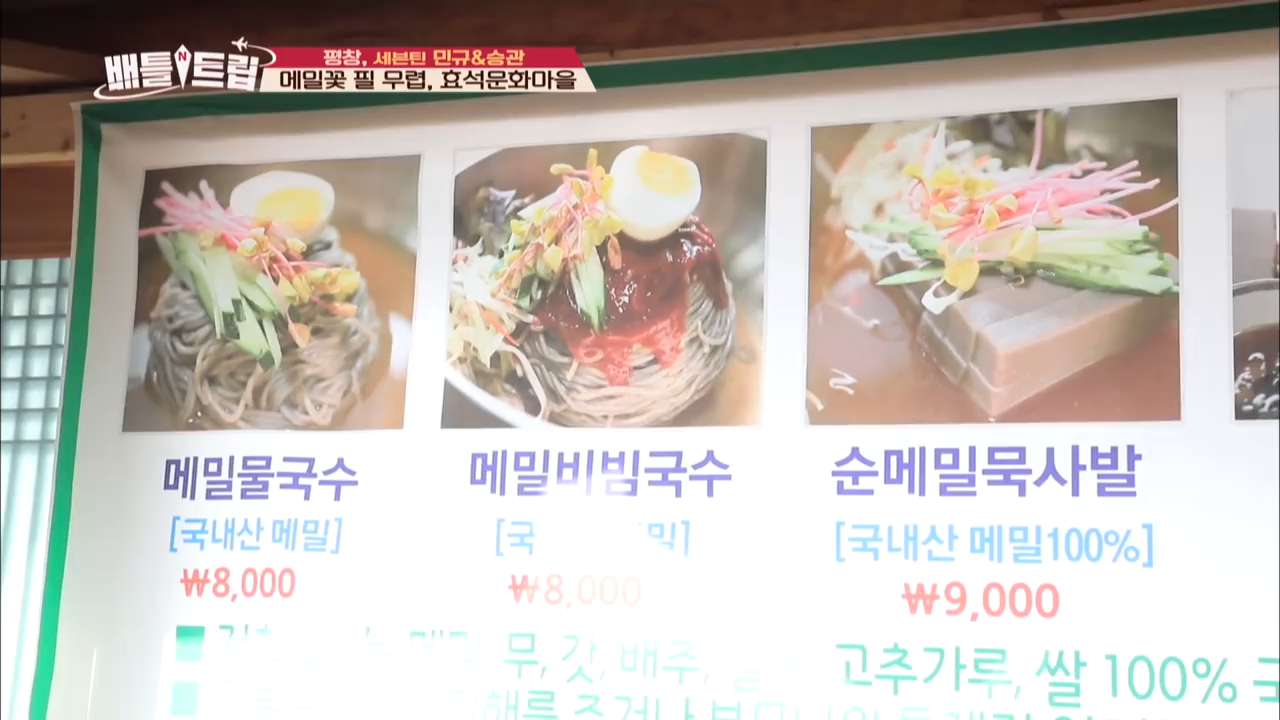 배틀트립
N
평창, 세븐틴 민규&승관
메밀꽃 필 무렵, 효석문화마을
메밀물국수
[국내산 메밀]
₩8,000
메밀비빔국수
[국 밀]
₩8,000
순메밀묵사발
[국내산 메밀100%]
₩9,000
무, 갓, 배추, 고추가루, 쌀 100%